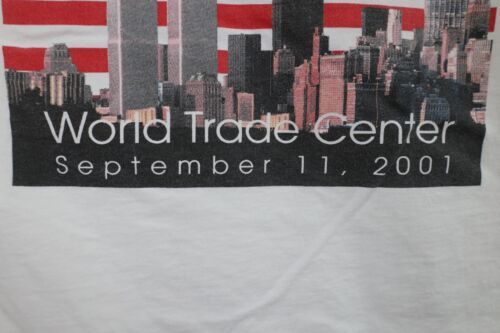 World Trade Center
September 11, 2001